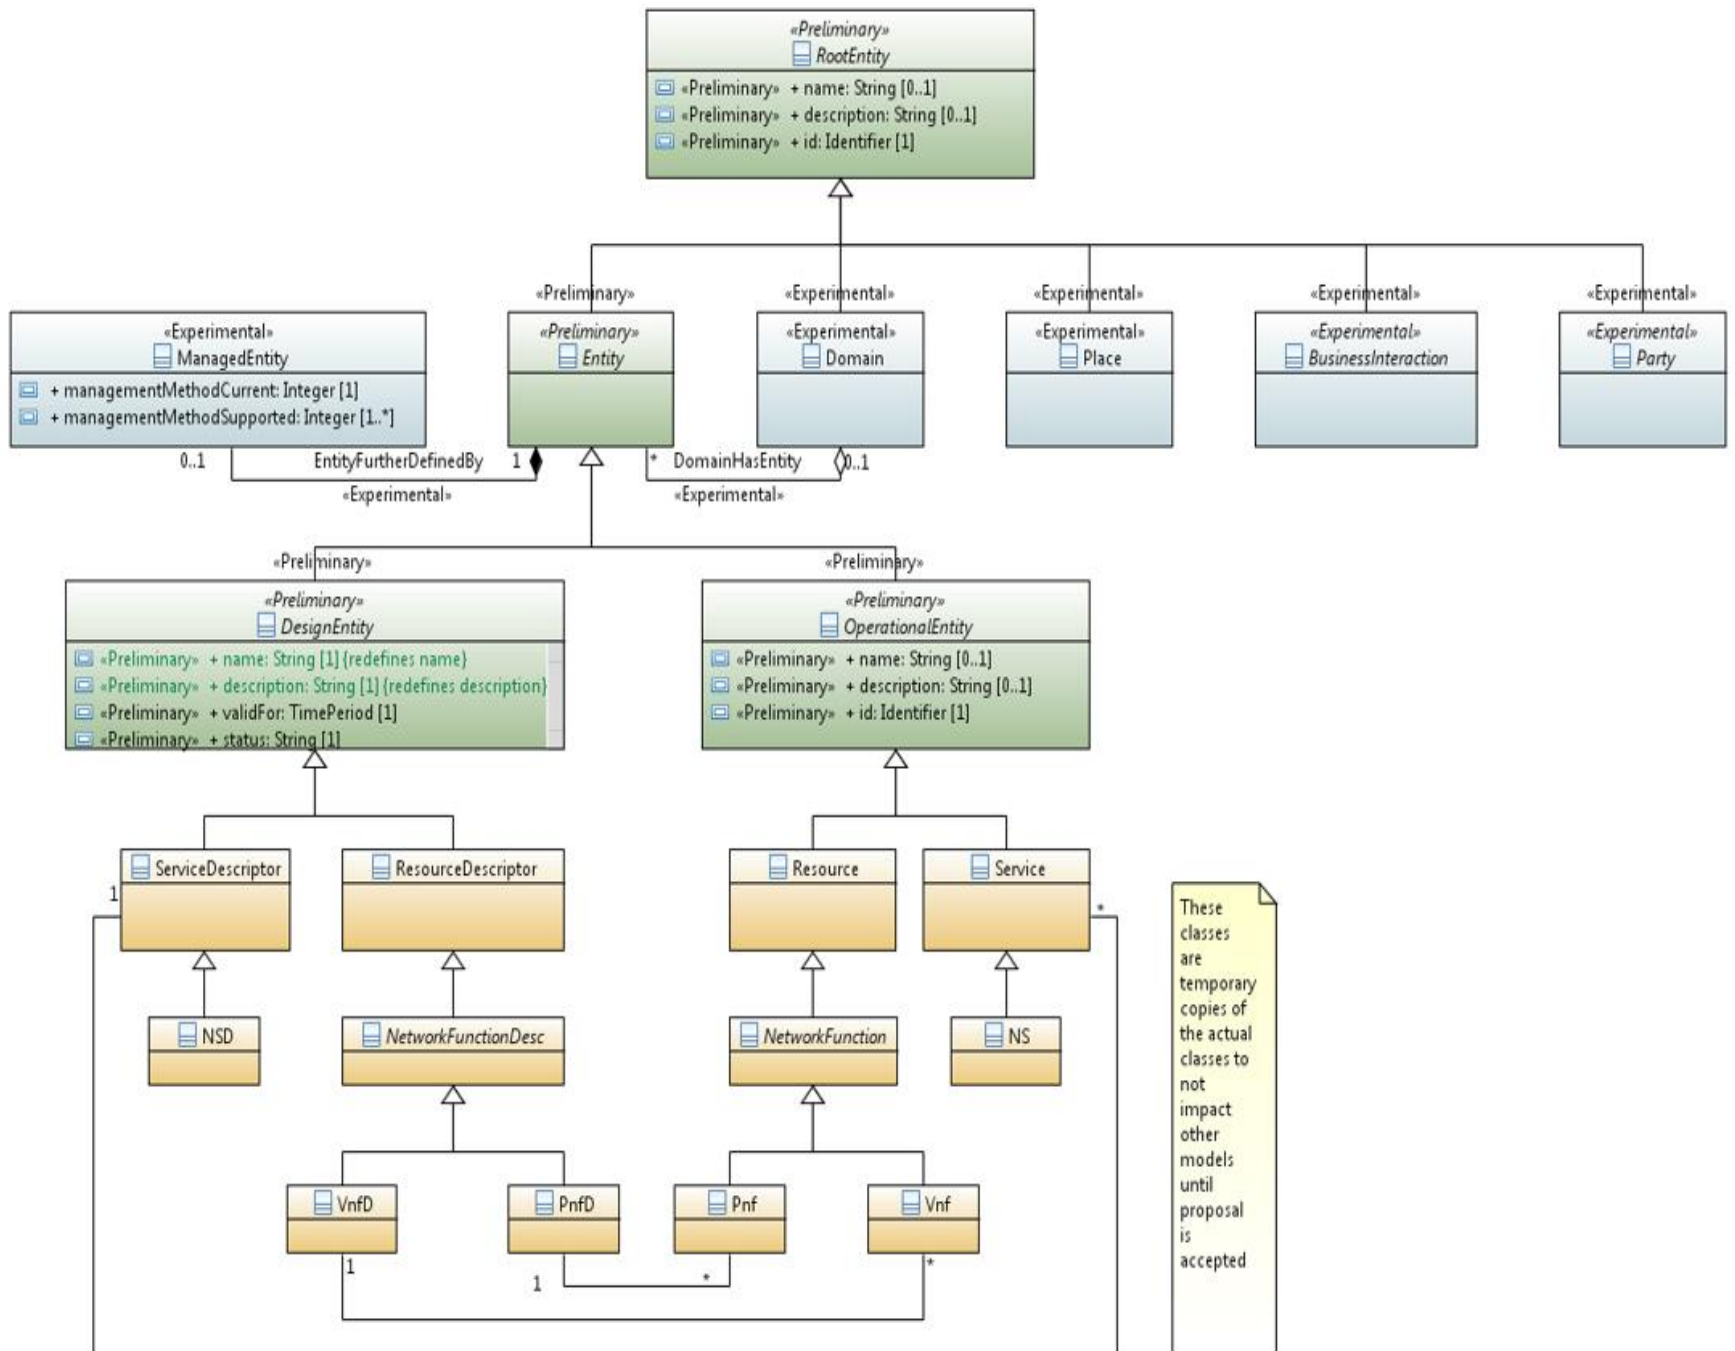 «Preliminary»
RootEntity
«Preliminary» + name: String [0..1]
«Preliminary» + description: String [0..1]
«Preliminary» + id: Identifier [1]
«Preliminary»
«Experimental»
«Experimental»
«Experimental»
«Experimental»
«Experimental»
ManagedEntity
+ managementMethodCurrent: Integer [1]
+ managementMethodSupported: Integer [1..*]
«Preliminary»
Entity
«Experimental»
Domain
«Experimental»
Place
«Experimental»
BusinessInteraction
«Experimental»
Party
0..1 EntityFurtherDefinedBy 1
«Experimental»
* DomainHasEntity 0..1
«Experimental»
«Preliminary»
«Preliminary»
«Preliminary»
DesignEntity
«Preliminary» + name: String [1] {redefines name}
«Preliminary» + description: String [1] {redefines description}
«Preliminary» + validFor: TimePeriod [1]
«Preliminary» + status: String [1]
«Preliminary»
OperationalEntity
«Preliminary» + name: String [0..1]
«Preliminary» + description: String [0..1]
«Preliminary» + id: Identifier [1]
ServiceDescriptor
ResourceDescriptor
Resource
Service
1
*
NSD
NetworkFunctionDesc
NetworkFunction
NS
VnfD
PnfD
Pnf
Vnf
1
1
*
*
These
classes
are
temporary
copies of
the actual
classes to
not
impact
other
models
until
proposal
is
accepted